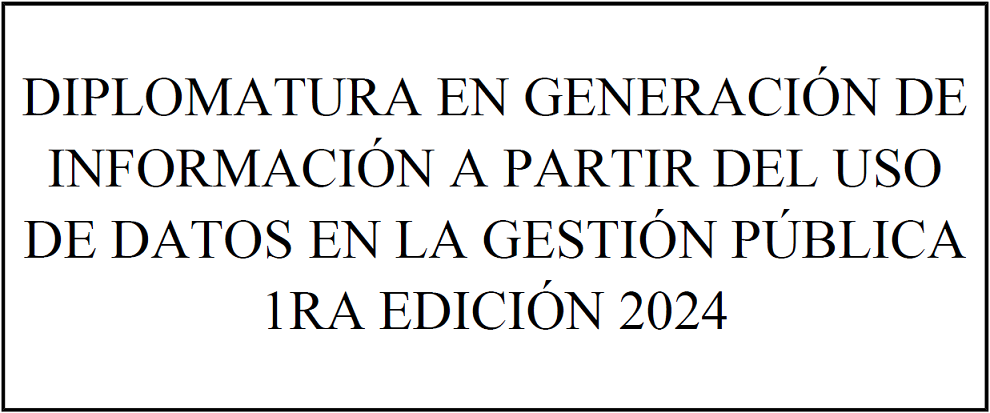 DIPLOMATURA EN GENERACIÓN DE
INFORMACIÓN A PARTIR DEL USO
DE DATOS EN LA GESTIÓN PÚBLICA
1RA EDICIÓN 2024